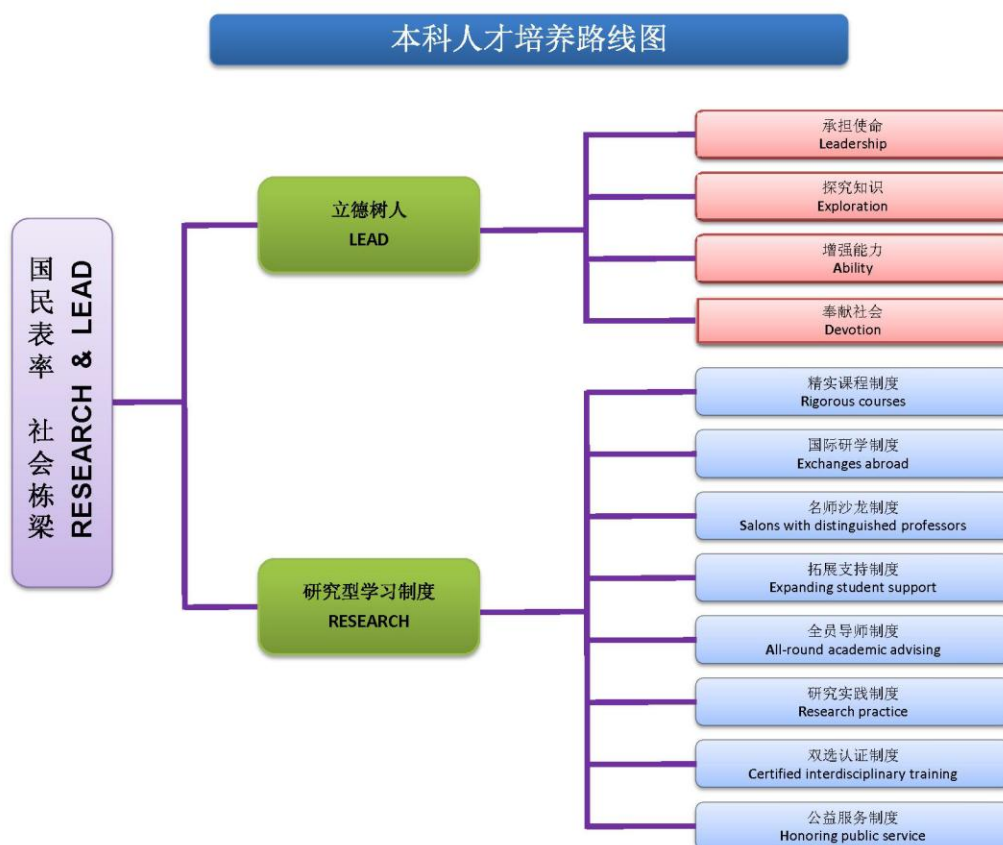 本科人才培养路线图
国民表率 社会栋梁
RESEARCH & LEAD
立德树人
LEAD
承担使命
Leadership
探究知识
Exploration
增强能力
Ability
奉献社会
Devotion
研究型学习制度
RESEARCH
精实课程制度
Rigorous courses
国际研学制度
Exchanges abroad
名师沙龙制度
Salons with distinguished professors
拓展支持制度
Expanding student support
全员导师制度
All-round academic advising
研究实践制度
Research practice
双选认证制度
Certified interdisciplinary training
公益服务制度
Honoring public service